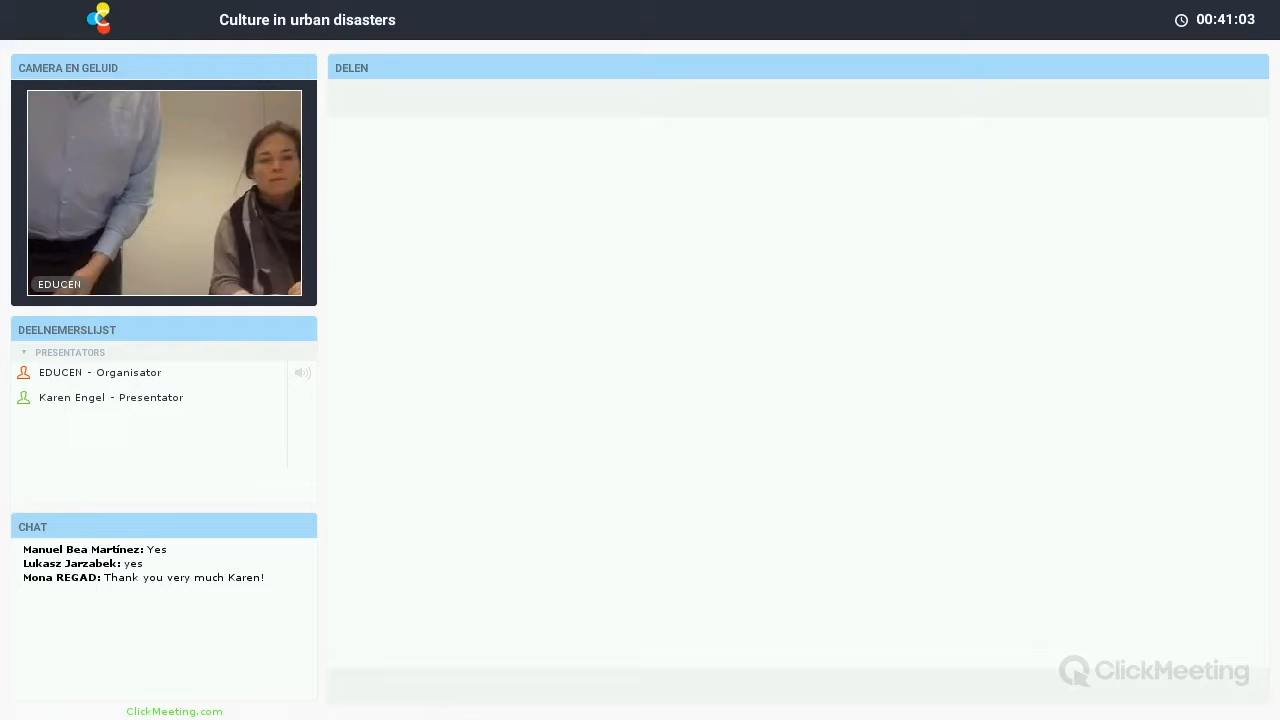 Culture in urban disasters
00:41:03
CAMERA EN GELUID
EDUCEN
DEELNEMERSLIJST
PRESENTATORS
EDUCEN - Organisator
Karen Engel - Presentator
CHAT
Manuel Bea Martínez: Yes
Lukasz Jarzabek: yes
Mona REGAD: Thank you very much Karen!
ClickMeeting.com
DELEN
ClickMeeting